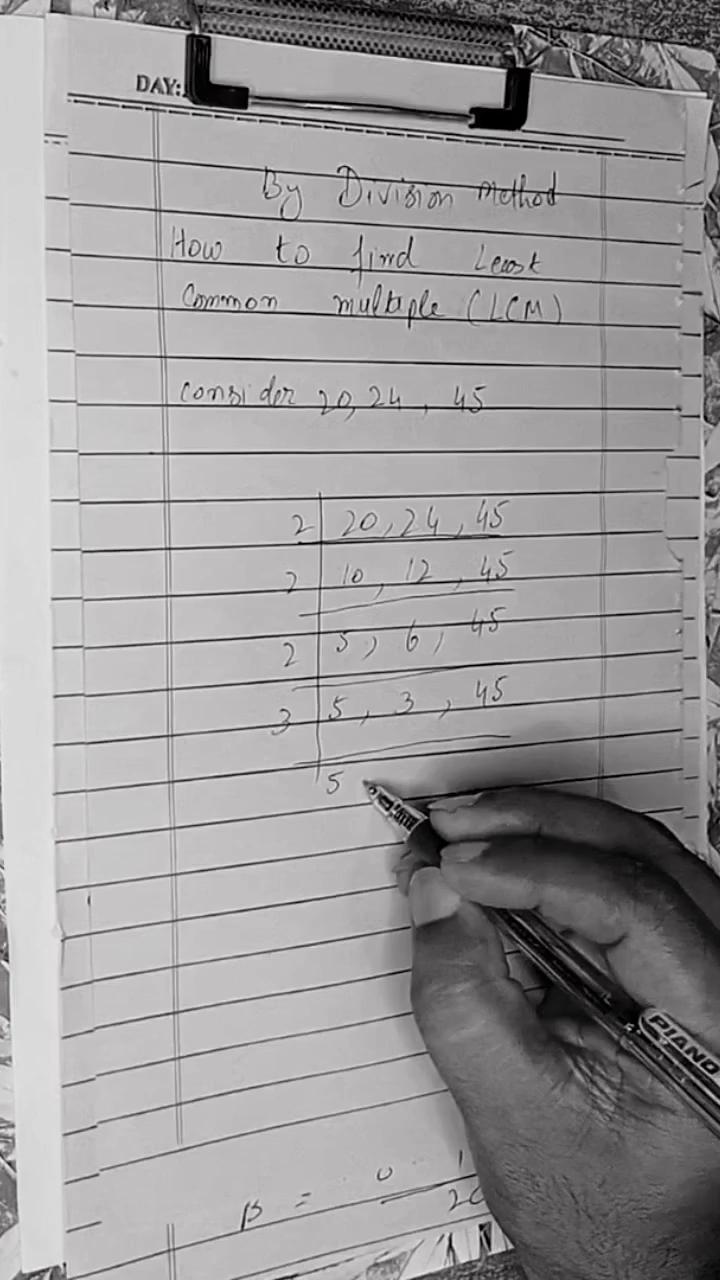 DAY:
By Division Method
How to find Least
Common multiple (LCM)
Consider 20, 24, 45
2 20, 24, 45
2 10, 12, 45
2 5, 6, 45
3 5, 3, 45
5
PIANO